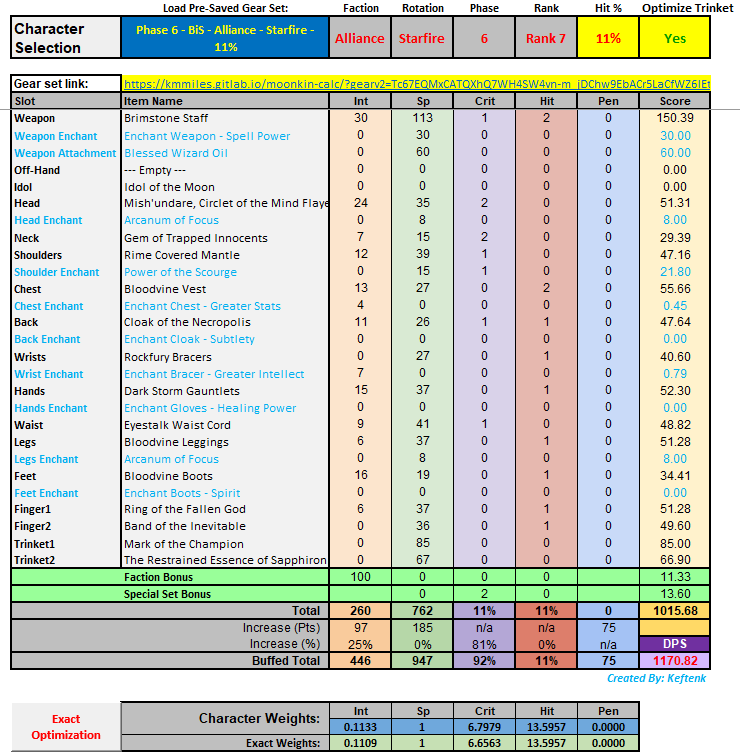 Load Pre-Saved Gear Set: Faction Rotation Phase Rank Hit % Optimize Trinket
Character Selection Phase 6 - BiS - Alliance - Starfire - 11% Alliance Starfire 6 Rank 7 11% Yes
Gear set link: https://kmmiles.gitlab.io/moonkin-calc/?gearv2=
Slot Item Name Int Sp Crit Hit Pen Score
Weapon Brimstone Staff 30 113 1 2 0 150.39
Weapon Enchant Enchant Weapon - Spell Power 0 30 0 0 0 30.00
Weapon Attachment Blessed Wizard Oil 0 60 0 0 0 60.00
Off-Hand --- Empty --- 0 0 0 0 0 0.00
Idol Idol of the Moon 0 0 0 0 0 0.00
Head Mish'undare, Circlet of the Mind Flaye 24 35 2 0 0 51.31
Head Enchant Arcanum of Focus 0 8 0 0 0 8.00
Neck Gem of Trapped Innocents 7 15 2 0 0 29.39
Shoulders Rime Covered Mantle 12 39 1 0 0 47.16
Shoulder Enchant Power of the Scourge 0 15 1 0 0 21.80
Chest Bloodvine Vest 13 27 0 2 0 55.66
Chest Enchant Enchant Chest - Greater Stats 4 0 0 0 0 0.45
Back Cloak of the Necropolis 11 26 1 1 0 47.64
Back Enchant Enchant Cloak - Subtlety 0 0 0 0 0 0.00
Wrists Rockfury Bracers 0 27 0 1 0 40.60
Wrist Enchant Enchant Bracer - Greater Intellect 7 0 0 0 0 0.79
Hands Dark Storm Gauntlets 15 37 0 1 0 52.30
Hands Enchant Enchant Gloves - Healing Power 0 0 0 0 0 0.00
Waist Eyestalk Waist Cord 9 41 1 0 0 48.82
Legs Bloodvine Leggings 6 37 0 1 0 51.28
Legs Enchant Arcanum of Focus 0 8 0 0 0 8.00
Feet Bloodvine Boots 16 19 0 1 0 34.41
Feet Enchant Enchant Boots - Spirit 0 0 0 0 0 0.00
Finger1 Ring of the Fallen God 6 37 0 1 0 51.28
Finger2 Band of the Inevitable 0 36 0 1 0 49.60
Trinket1 Mark of the Champion 0 85 0 0 0 85.00
Trinket2 The Restrained Essence of Sapphiron 0 67 0 0 0 66.90
Faction Bonus 100 0 0 0 11.33
Special Set Bonus 0 2 0 13.60
Total 260 762 11% 11% 0 1015.68
Increase (Pts) 97 185 n/a n/a 75
Increase (%) 25% 0% 81% 0% n/a DPS
Buffed Total 446 947 92% 11% 75 1170.82
Created By: Keftenk
Int Sp Crit Hit Pen
Exact Optimization Character Weights: 0.1133 1 6.7979 13.5957 0.0000
Exact Weights: 0.1109 1 6.6563 13.5957 0.0000